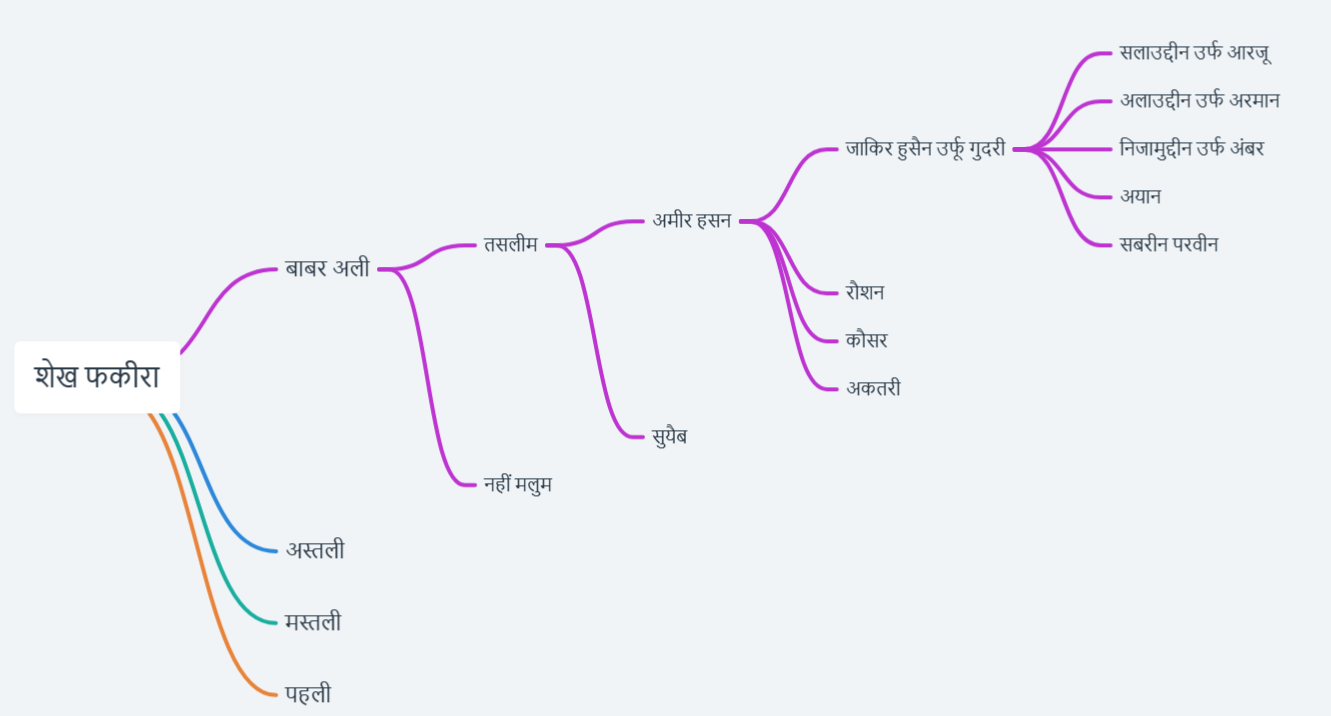 शेख फकीरा
बाबर अली
तसलीम
अमीर हसन
जाकिर हुसैन उर्फू गुदरी
सलाउद्दीन उर्फ आरजू
अलाउद्दीन उर्फ अरमान
निजामुद्दीन उर्फ अंबर
अयान
सबरीन परवीन
रौशन
कौसर
अकतरी
सुयैब
नहीं मलुम
अस्तली
मस्तली
पहली